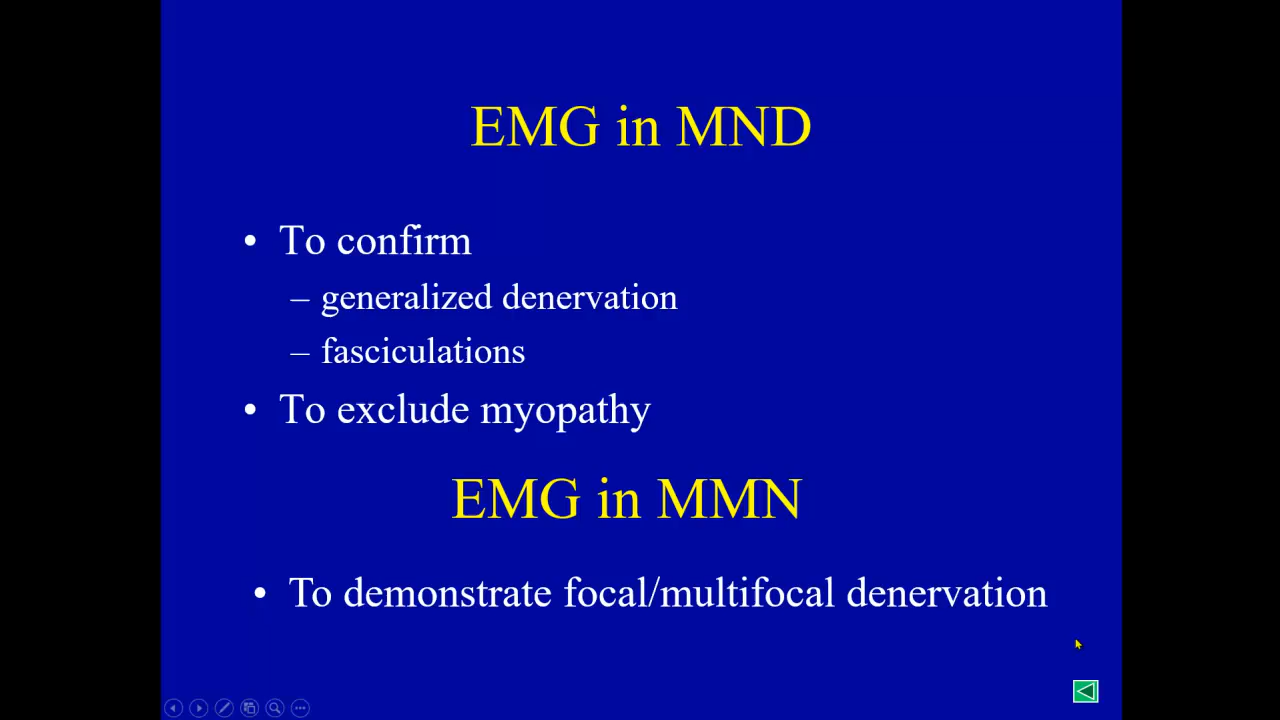 EMG in MND
• To confirm
– generalized denervation
– fasciculations
• To exclude myopathy
EMG in MMN
• To demonstrate focal/multifocal denervation